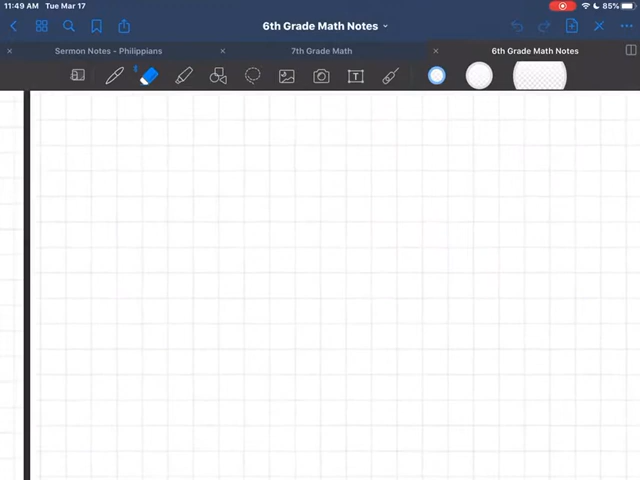 11:49 AM Tue Mar 17
85%
6th Grade Math Notes
Sermon Notes - Philippians
7th Grade Math
6th Grade Math Notes
T